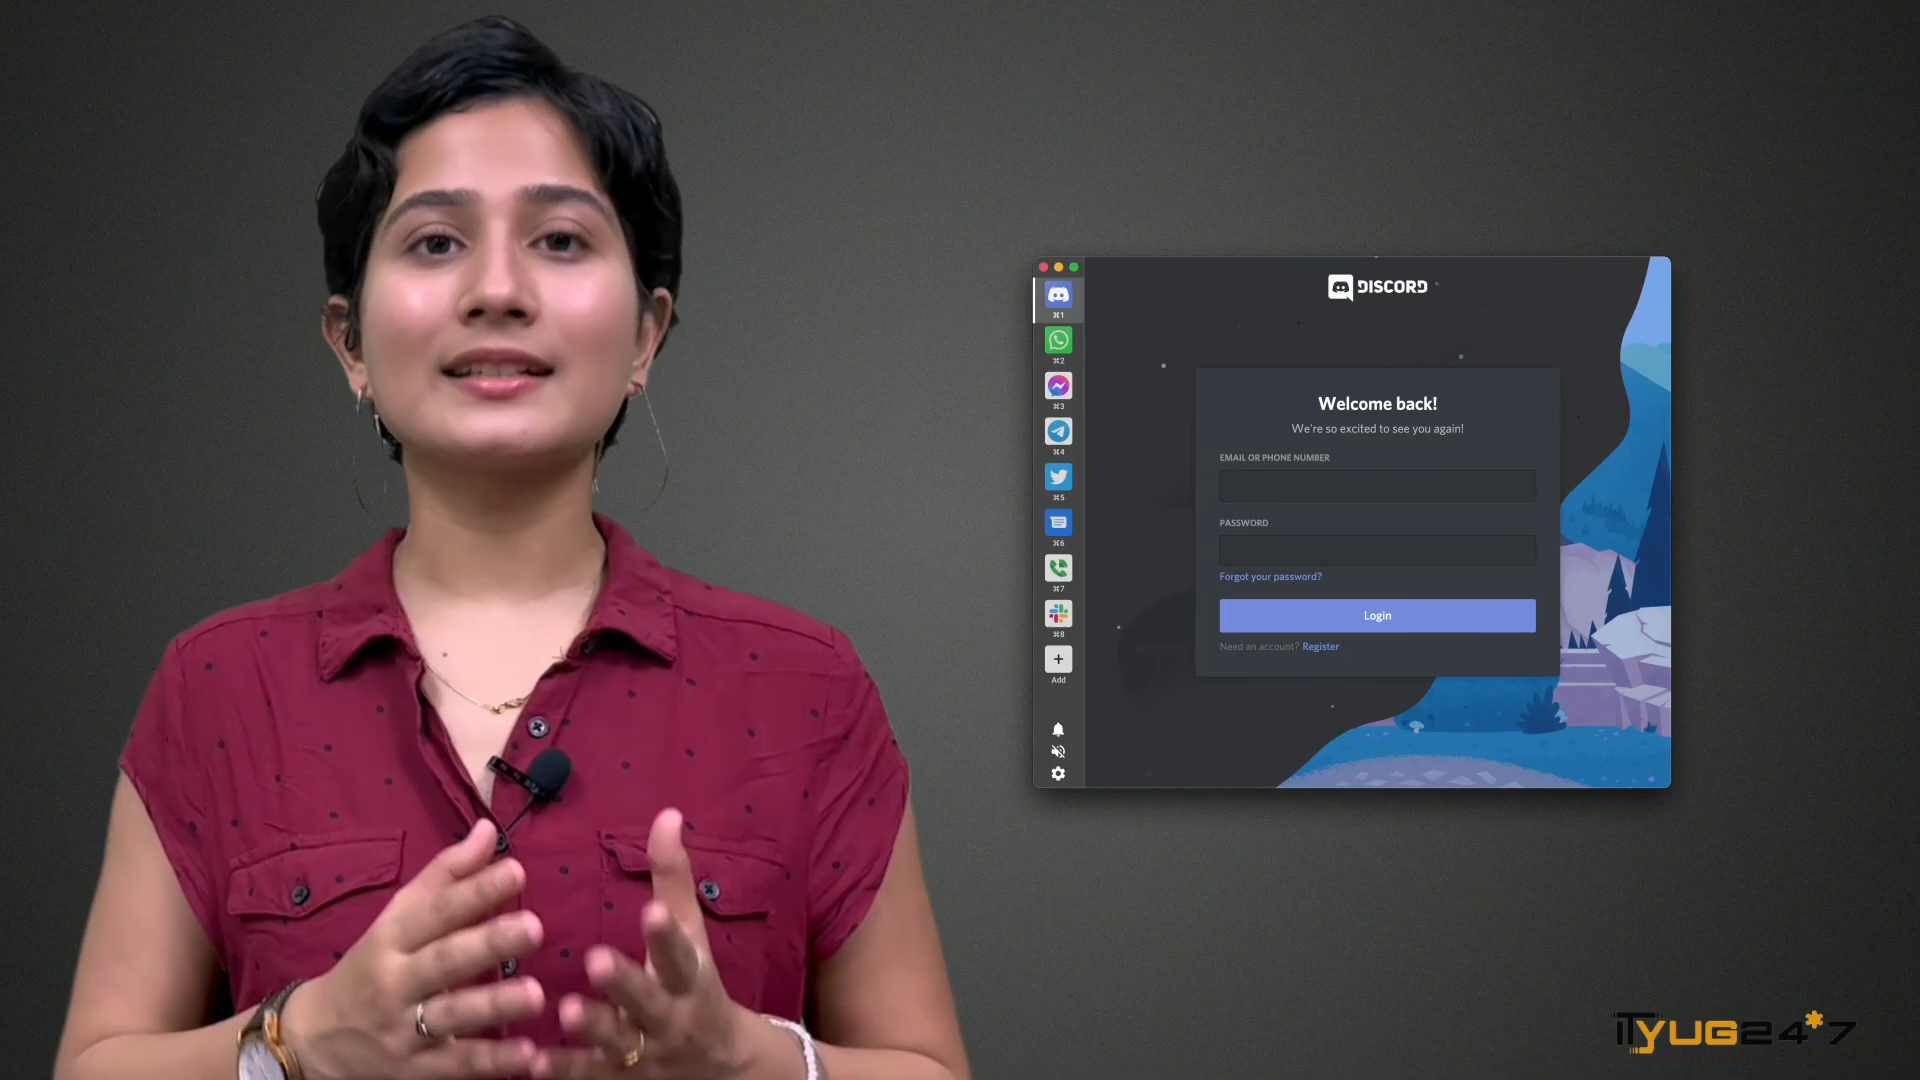 DISCORD
⌘1
⌘2
⌘3
⌘4
⌘5
⌘6
⌘7
⌘8
Add
Welcome back!
We're so excited to see you again!
EMAIL OR PHONE NUMBER
PASSWORD
Forgot your password?
Login
Need an account? Register
ITYUG24*7